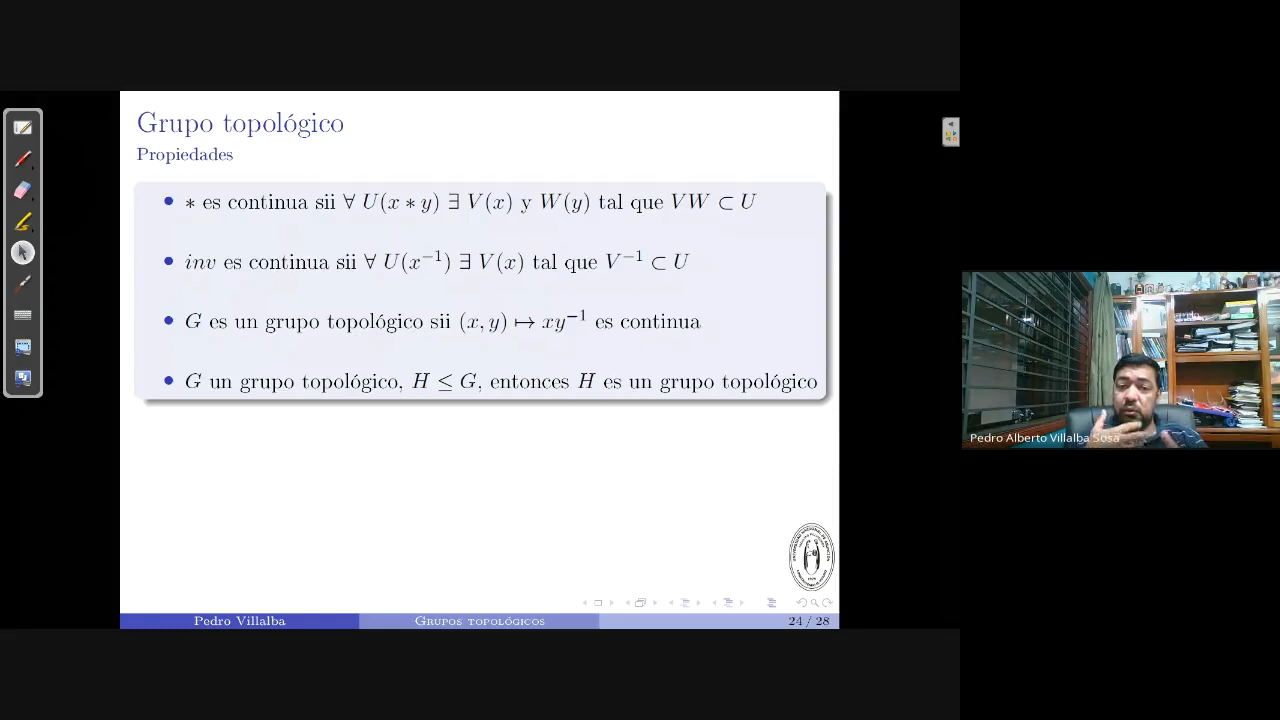 Grupo topológico
Propiedades
∗ es continua sii ∀ U(x ∗ y) ∃ V(x) y W(y) tal que VW ⊂ U
inv es continua sii ∀ U(x⁻¹) ∃ V(x) tal que V⁻¹ ⊂ U
G es un grupo topológico sii (x, y) ↦ xy⁻¹ es continua
G un grupo topológico, H ≤ G, entonces H es un grupo topológico
Pedro Alberto Villalba Sosa
Pedro Villalba
Grupos topológicos
24 / 28